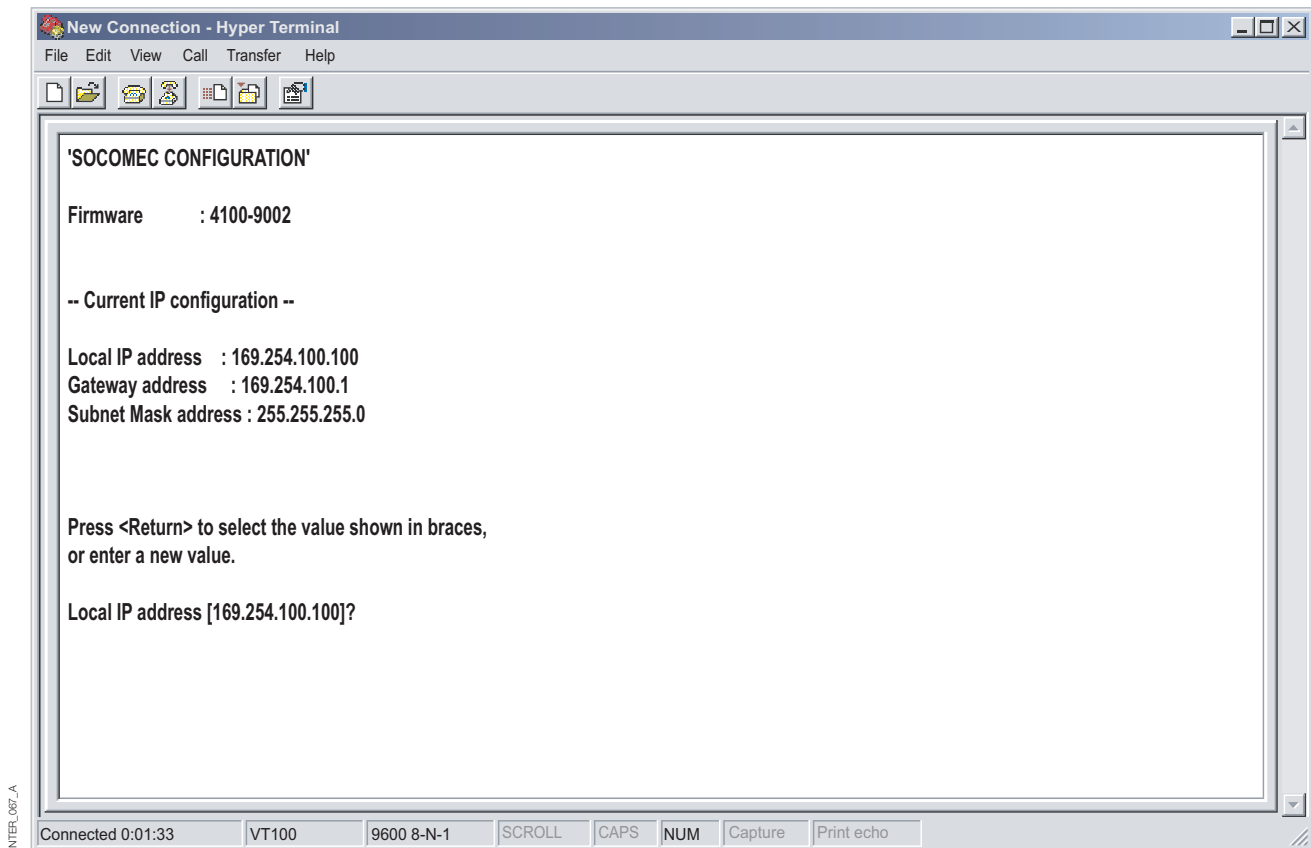 New Connection - Hyper Terminal
File Edit View Call Transfer Help
'SOCOMEC CONFIGURATION'
Firmware : 4100-9002
-- Current IP configuration --
Local IP address : 169.254.100.100
Gateway address : 169.254.100.1
Subnet Mask address : 255.255.255.0
Press <Return> to select the value shown in braces,
or enter a new value.
Local IP address [169.254.100.100]?
Connected 0:01:33 VT100 9600 8-N-1 SCROLL CAPS NUM Capture Print echo
NTER_067_A